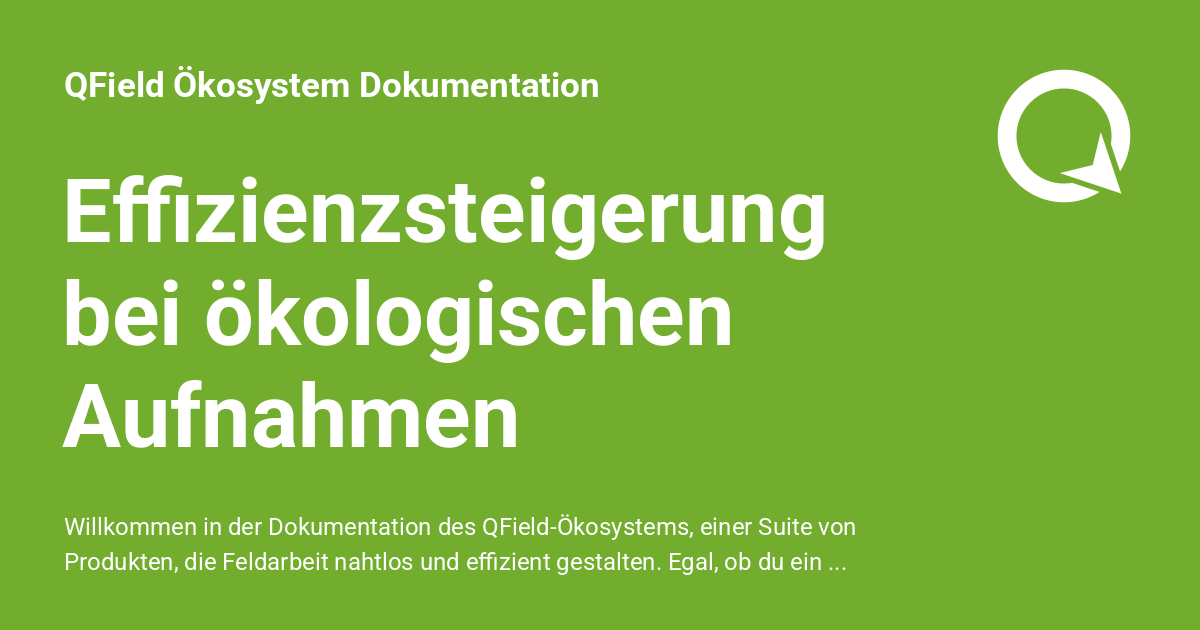 QField Ökosystem Dokumentation
Effizienzsteigerung
bei ökologischen
Aufnahmen
Willkommen in der Dokumentation des QField-Ökosystems, einer Suite von
Produkten, die Feldarbeit nahtlos und effizient gestalten. Egal, ob du ein ...